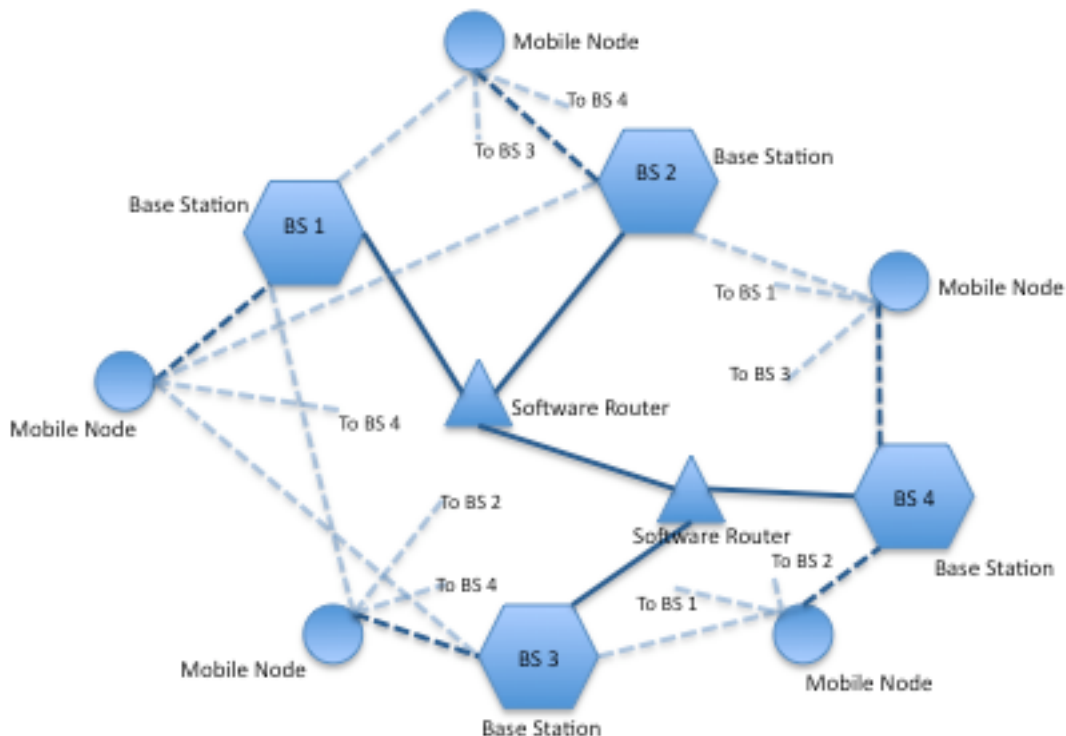 Mobile Node
To BS 4
To BS 3
BS 2
Base Station
Base Station
BS 1
To BS 1
Mobile Node
To BS 3
Software Router
To BS 4
Mobile Node
To BS 2
BS 4
Software Router
To BS 2
Base Station
To BS 4
To BS 1
Mobile Node
BS 3
Mobile Node
Base Station